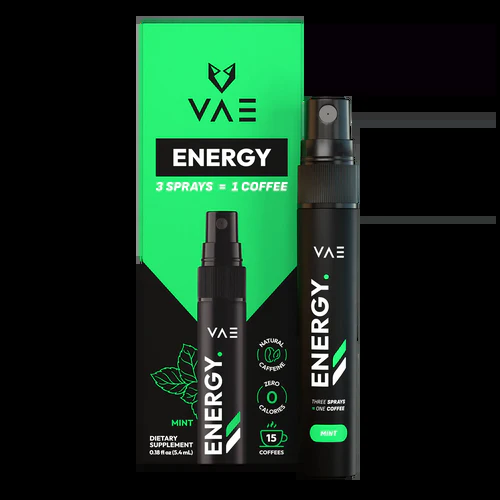 VAE
ENERGY
3 SPRAYS = 1 COFFEE
VAE
ENERGY.
MINT
DIETARY
SUPPLEMENT
0.18 fl oz (5.4 mL)
NATURAL
CAFFEINE
ZERO
0
CALORIES
15
COFFEES
VAE
ENERGY.
THREE SPRAYS
= ONE COFFEE
MINT